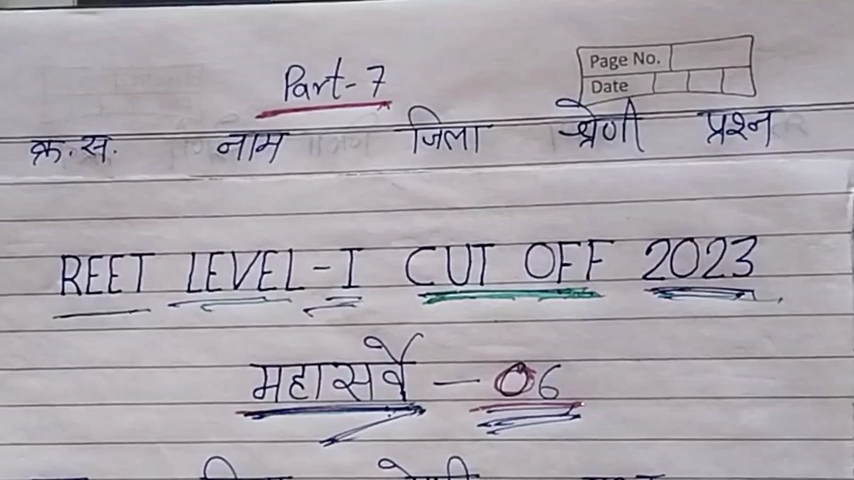 Part-7
Page No.
Date
क्र.स. नाम जिला श्रेणी प्रश्न
REET LEVEL-I CUT OFF 2023
महासर्वे - 06